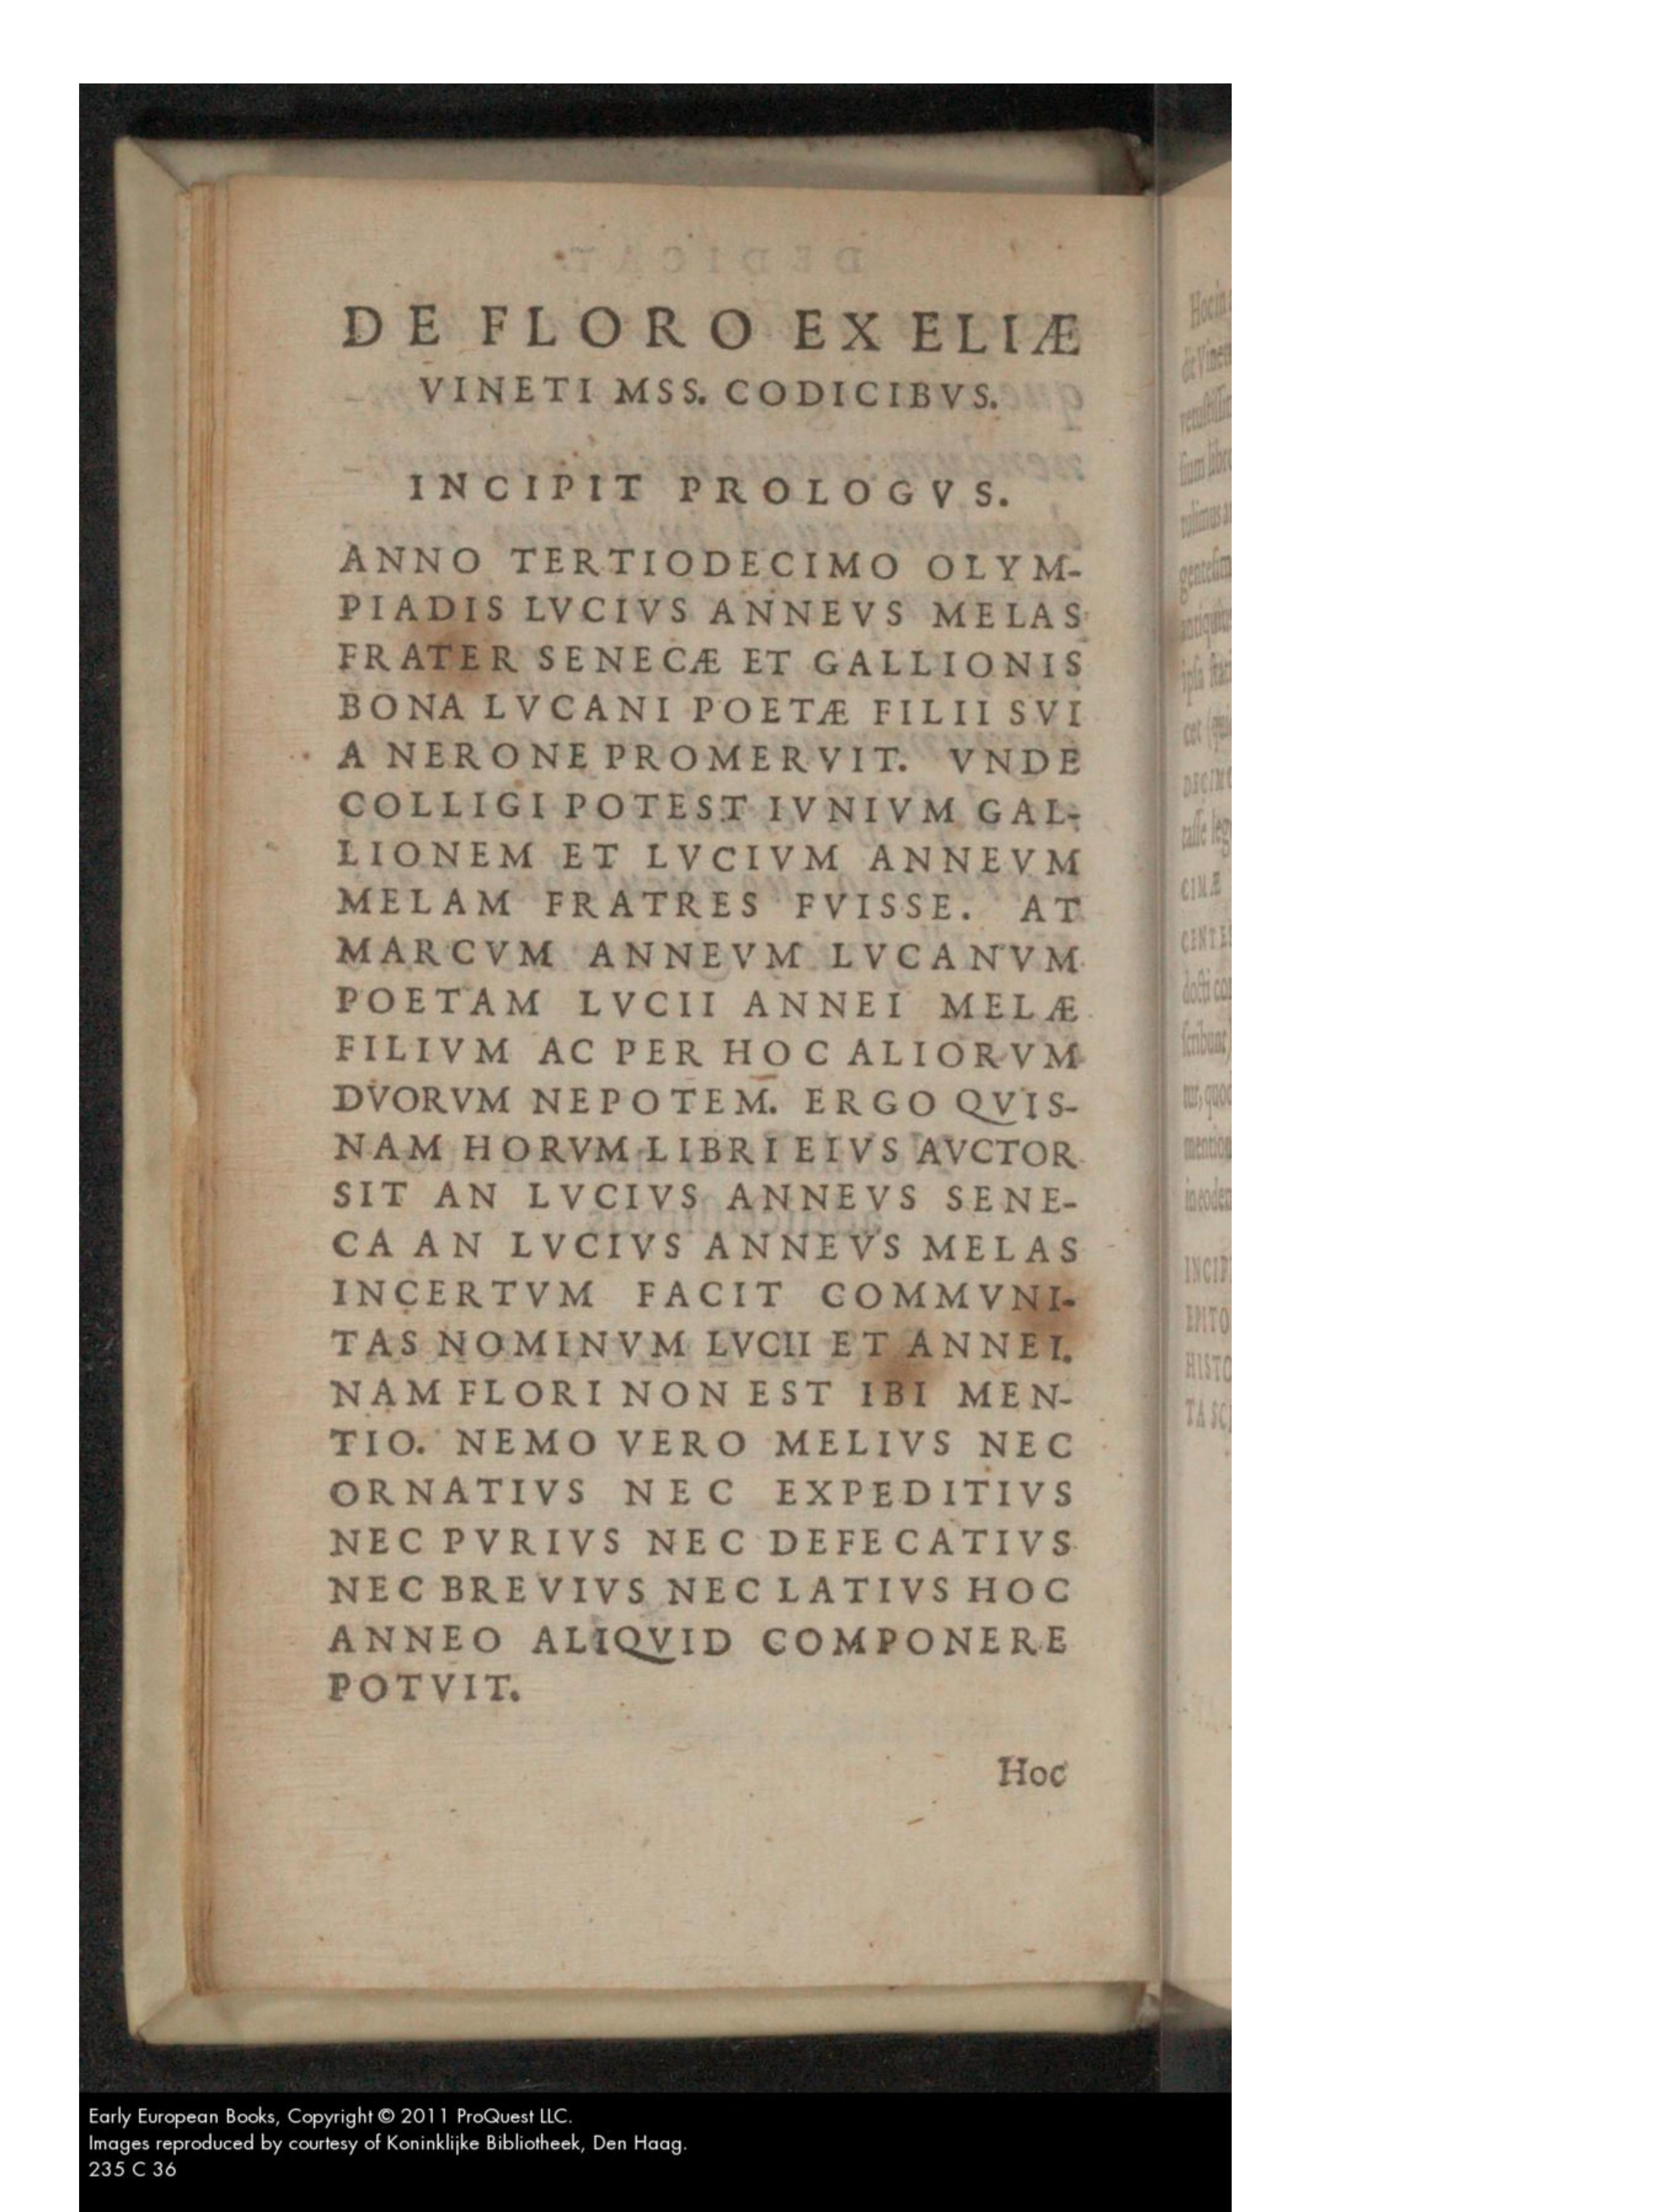 DE FLORO EX ELIÆ
VINETI MSS. CODICIBVS.
INCIPIT PROLOGVS.
ANNO TERTIODECIMO OLYM-
PIADIS LVCIVS ANNEVS MELAS
FRATER SENECÆ ET GALLIONIS
BONA LVCANI POETÆ FILII SVI
A NERONE PROMERVIT. VNDE
COLLIGI POTEST IVNIVM GAL-
LIONEM ET LVCIVM ANNEVM
MELAM FRATRES FVISSE. AT
MARCVM ANNEVM LVCANVM
POETAM LVCII ANNEI MELÆ
FILIVM AC PER HOC ALIORVM
DVORVM NEPOTEM. ERGO QVIS-
NAM HORVM LIBRI EIVS AVCTOR
SIT AN LVCIVS ANNEVS SENE-
CA AN LVCIVS ANNEVS MELAS
INCERTVM FACIT COMMVNI-
TAS NOMINVM LVCII ET ANNEI.
NAM FLORI NON EST IBI MEN-
TIO. NEMO VERO MELIVS NEC
ORNATIVS NEC EXPEDITIVS
NEC PVRIVS NEC DEFECATIVS
NEC BREVIVS NEC LATIVS HOC
ANNEO ALIQVID COMPONERE
POTVIT.
Hoc
Early European Books, Copyright © 2011 ProQuest LLC.
Images reproduced by courtesy of Koninklijke Bibliotheek, Den Haag.
235 C 36